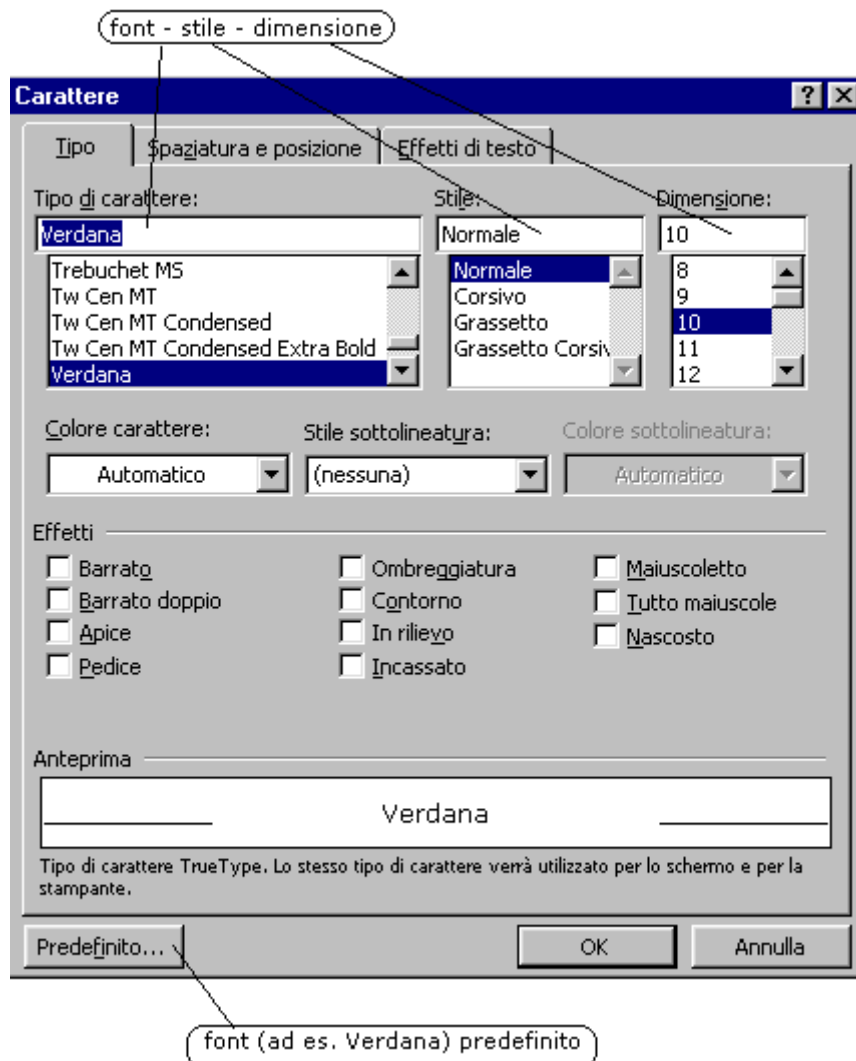 font - stile - dimensione
Carattere
Tipo Spaziatura e posizione Effetti di testo
Tipo di carattere: Stile: Dimensione:
Verdana Normale 10
Trebuchet MS Normale 8
Tw Cen MT Corsivo 9
Tw Cen MT Condensed Grassetto 10
Tw Cen MT Condensed Extra Bold Grassetto Corsiv 11
Verdana 12
Colore carattere: Stile sottolineatura: Colore sottolineatura:
Automatico (nessuna) Automatico
Effetti
Barrato Ombreggiatura Maiuscoletto
Barrato doppio Contorno Tutto maiuscole
Apice In rilievo Nascosto
Pedice Incassato
Anteprima
Verdana
Tipo di carattere TrueType. Lo stesso tipo di carattere verrà utilizzato per lo schermo e per la
stampante.
Predefinito... OK Annulla
font (ad es. Verdana) predefinito